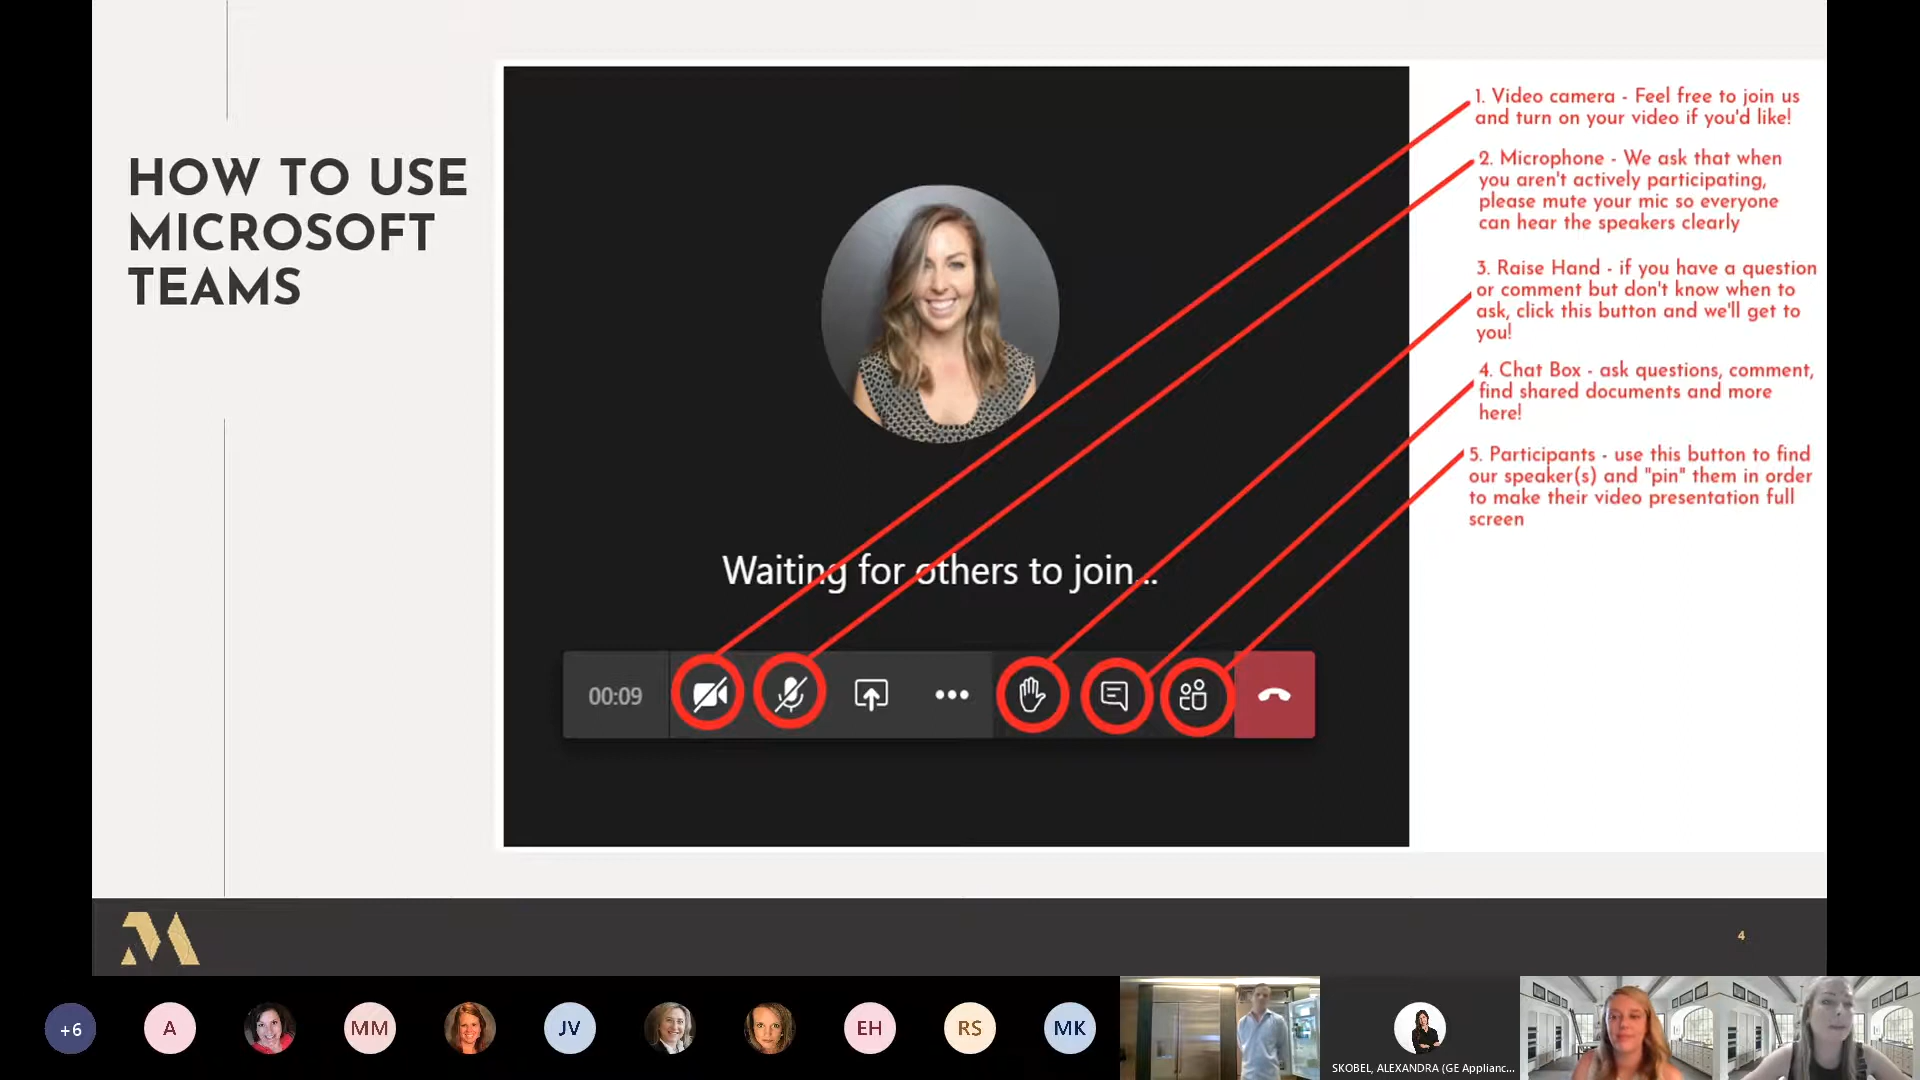 HOW TO USE
MICROSOFT
TEAMS
1. Video camera - Feel free to join us
and turn on your video if you'd like!
2. Microphone - We ask that when
you aren't actively participating,
please mute your mic so everyone
can hear the speakers clearly
3. Raise Hand - if you have a question
or comment but don't know when to
ask, click this button and we'll get to
you!
4. Chat Box - ask questions, comment,
find shared documents and more
here!
5. Participants - use this button to find
our speaker(s) and "pin" them in order
to make their video presentation full
screen
Waiting for others to join...
00:09
M
4
+6
A
MM
JV
EH
RS
MK
SKOBEL, ALEXANDRA (GE Applianc...